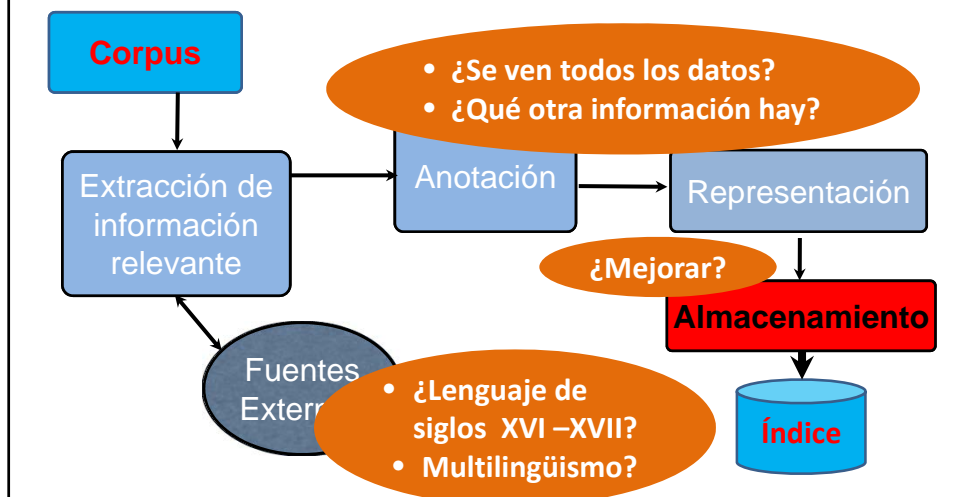 Corpus
• ¿Se ven todos los datos?
• ¿Qué otra información hay?
Extracción de
información
relevante
Anotación
Representación
¿Mejorar?
Almacenamiento
Fuentes
Extern
• ¿Lenguaje de
siglos XVI –XVII?
• Multilingüismo?
Índice